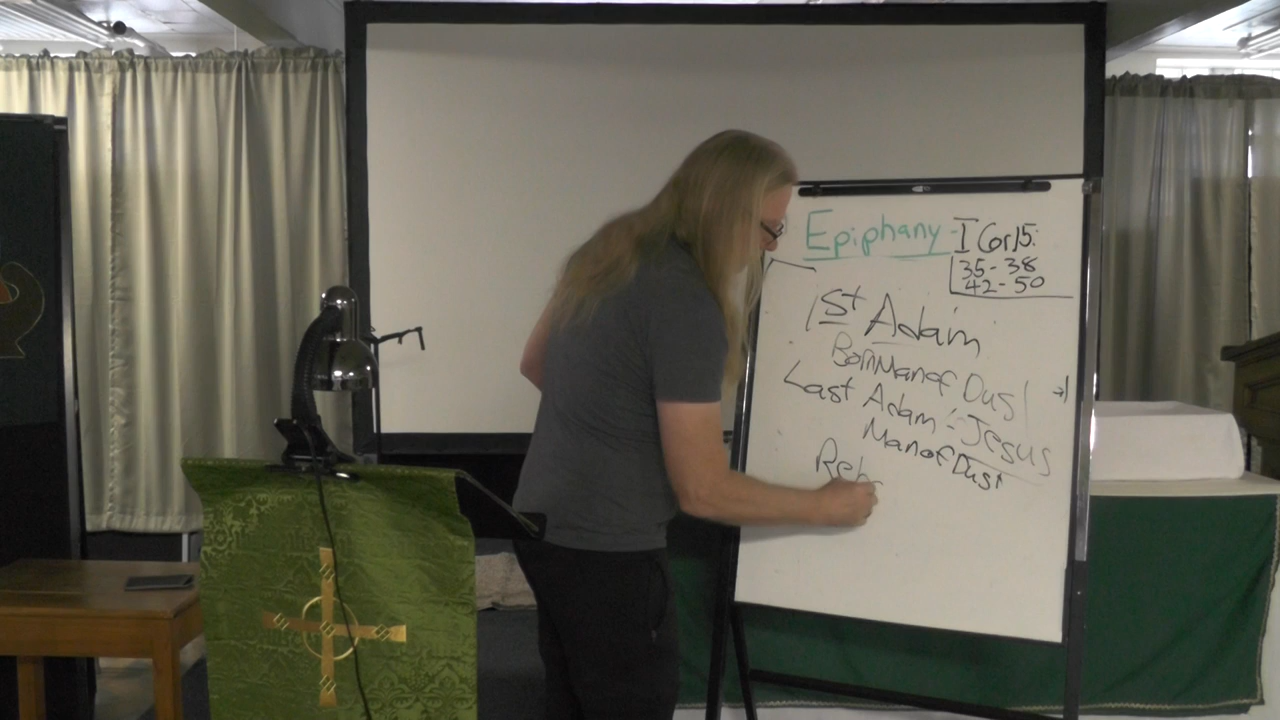 Epiphany - I Cor 15:
35-38
42-50
1st Adam
Born Man of Dust →
Last Adam - Jesus
Man of Dust
Reh